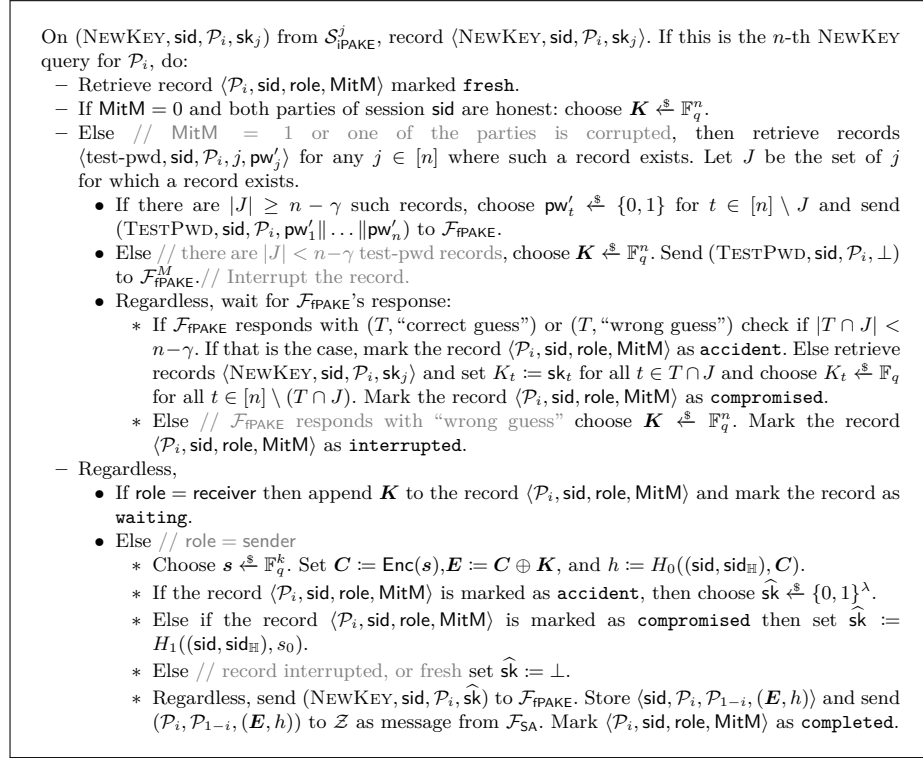 On (NEWKEY, sid, 𝒫ᵢ, skⱼ) from 𝒮ʲ_iPAKE, record ⟨NEWKEY, sid, 𝒫ᵢ, skⱼ⟩. If this is the n-th NEWKEY
query for 𝒫ᵢ, do:
– Retrieve record ⟨𝒫ᵢ, sid, role, MitM⟩ marked fresh.
– If MitM = 0 and both parties of session sid are honest: choose K ←$ 𝔽_q^n.
– Else // MitM = 1 or one of the parties is corrupted, then retrieve records
⟨test-pwd, sid, 𝒫ᵢ, j, pw′ⱼ⟩ for any j ∈ [n] where such a record exists. Let J be the set of j
for which a record exists.
• If there are |J| ≥ n − γ such records, choose pw′ₜ ←$ {0, 1} for t ∈ [n] \ J and send
(TESTPWD, sid, 𝒫ᵢ, pw′₁‖ . . . ‖pw′ₙ) to ℱ_fPAKE.
• Else // there are |J| < n−γ test-pwd records, choose K ←$ 𝔽_q^n. Send (TESTPWD, sid, 𝒫ᵢ, ⊥)
to ℱ^M_fPAKE.// Interrupt the record.
• Regardless, wait for ℱ_fPAKE's response:
∗ If ℱ_fPAKE responds with (T, “correct guess”) or (T, “wrong guess”) check if |T ∩ J| <
n−γ. If that is the case, mark the record ⟨𝒫ᵢ, sid, role, MitM⟩ as accident. Else retrieve
records ⟨NEWKEY, sid, 𝒫ᵢ, skⱼ⟩ and set Kₜ := skₜ for all t ∈ T ∩ J and choose Kₜ ←$ 𝔽_q
for all t ∈ [n] \ (T ∩ J). Mark the record ⟨𝒫ᵢ, sid, role, MitM⟩ as compromised.
∗ Else // ℱ_fPAKE responds with “wrong guess” choose K ←$ 𝔽_q^n. Mark the record
⟨𝒫ᵢ, sid, role, MitM⟩ as interrupted.
– Regardless,
• If role = receiver then append K to the record ⟨𝒫ᵢ, sid, role, MitM⟩ and mark the record as
waiting.
• Else // role = sender
∗ Choose s ←$ 𝔽_q^k. Set C := Enc(s),E := C ⊕ K, and h := H₀((sid, sid_ℍ), C).
∗ If the record ⟨𝒫ᵢ, sid, role, MitM⟩ is marked as accident, then choose ŝk ←$ {0, 1}^λ.
∗ Else if the record ⟨𝒫ᵢ, sid, role, MitM⟩ is marked as compromised then set ŝk :=
H₁((sid, sid_ℍ), s₀).
∗ Else // record interrupted, or fresh set ŝk := ⊥.
∗ Regardless, send (NEWKEY, sid, 𝒫ᵢ, ŝk) to ℱ_fPAKE. Store ⟨sid, 𝒫ᵢ, 𝒫₁₋ᵢ, (E, h)⟩ and send
(𝒫ᵢ, 𝒫₁₋ᵢ, (E, h)) to 𝒵 as message from ℱ_SA. Mark ⟨𝒫ᵢ, sid, role, MitM⟩ as completed.